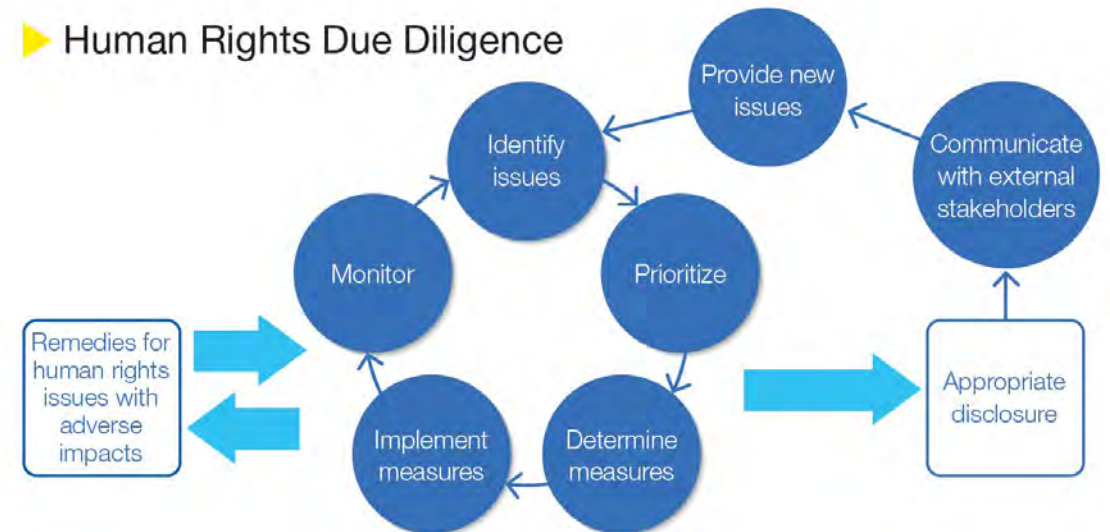 Human Rights Due Diligence
Provide new
issues
Identify
issues
Communicate
with external
stakeholders
Monitor
Prioritize
Remedies for
human rights
issues with
adverse
impacts
Appropriate
disclosure
Implement
measures
Determine
measures